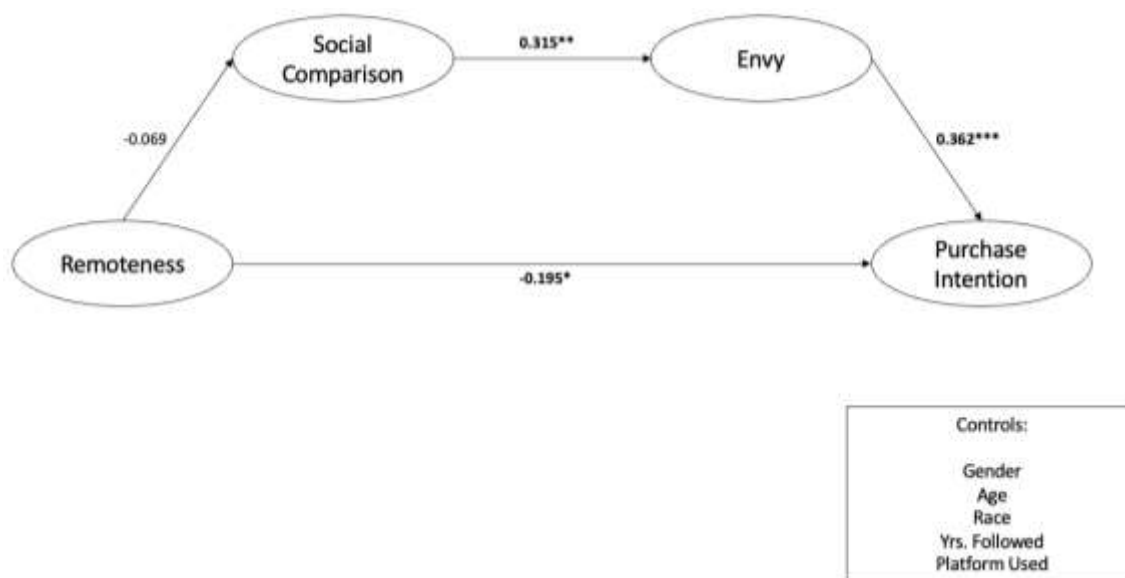 Social
Comparison
0.315**
Envy
-0.069
0.362***
Remoteness
-0.195*
Purchase
Intention
Controls:
Gender
Age
Race
Yrs. Followed
Platform Used